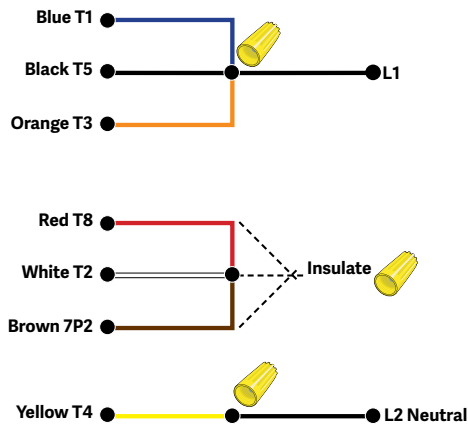 Blue T1
Black T5
L1
Orange T3
Red T8
White T2
Insulate
Brown 7P2
Yellow T4
L2 Neutral